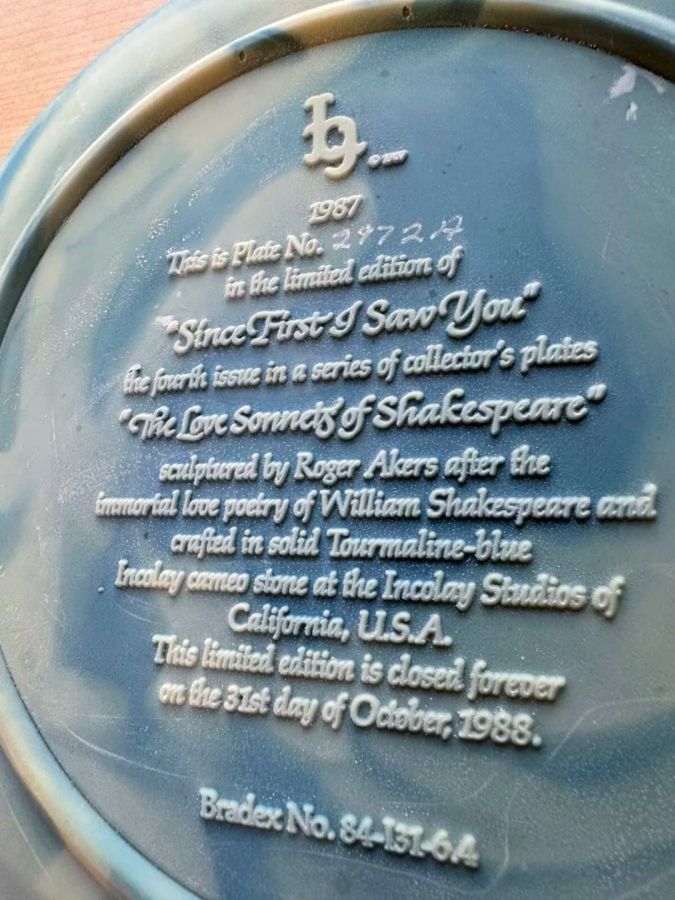 1987
This is Plate No. 2972A
in the limited edition of
"Since First I Saw You"
the fourth issue in a series of collector's plates
"The Love Sonnets of Shakespeare"
sculptured by Roger Akers after the
immortal love poetry of William Shakespeare and
crafted in solid Tourmaline-blue
Incolay cameo stone at the Incolay Studios of
California, U.S.A.
This limited edition is closed forever
on the 31st day of October, 1988.
Bradex No. 84-I31-6.4